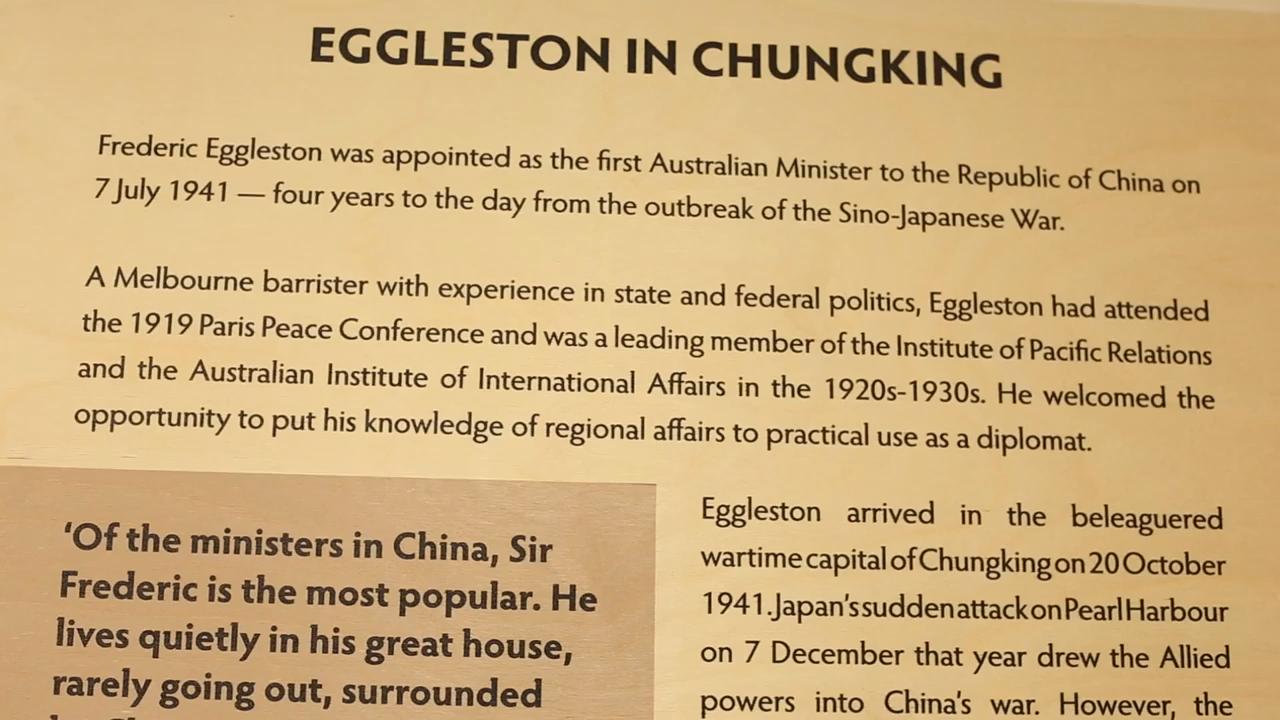 EGGLESTON IN CHUNGKING
Frederic Eggleston was appointed as the first Australian Minister to the Republic of China on
7 July 1941 — four years to the day from the outbreak of the Sino-Japanese War.
A Melbourne barrister with experience in state and federal politics, Eggleston had attended
the 1919 Paris Peace Conference and was a leading member of the Institute of Pacific Relations
and the Australian Institute of International Affairs in the 1920s-1930s. He welcomed the
opportunity to put his knowledge of regional affairs to practical use as a diplomat.
‘Of the ministers in China, Sir
Frederic is the most popular. He
lives quietly in his great house,
rarely going out, surrounded
Eggleston arrived in the beleaguered
wartime capital of Chungking on 20 October
1941. Japan's sudden attack on Pearl Harbour
on 7 December that year drew the Allied
powers into China's war. However, the